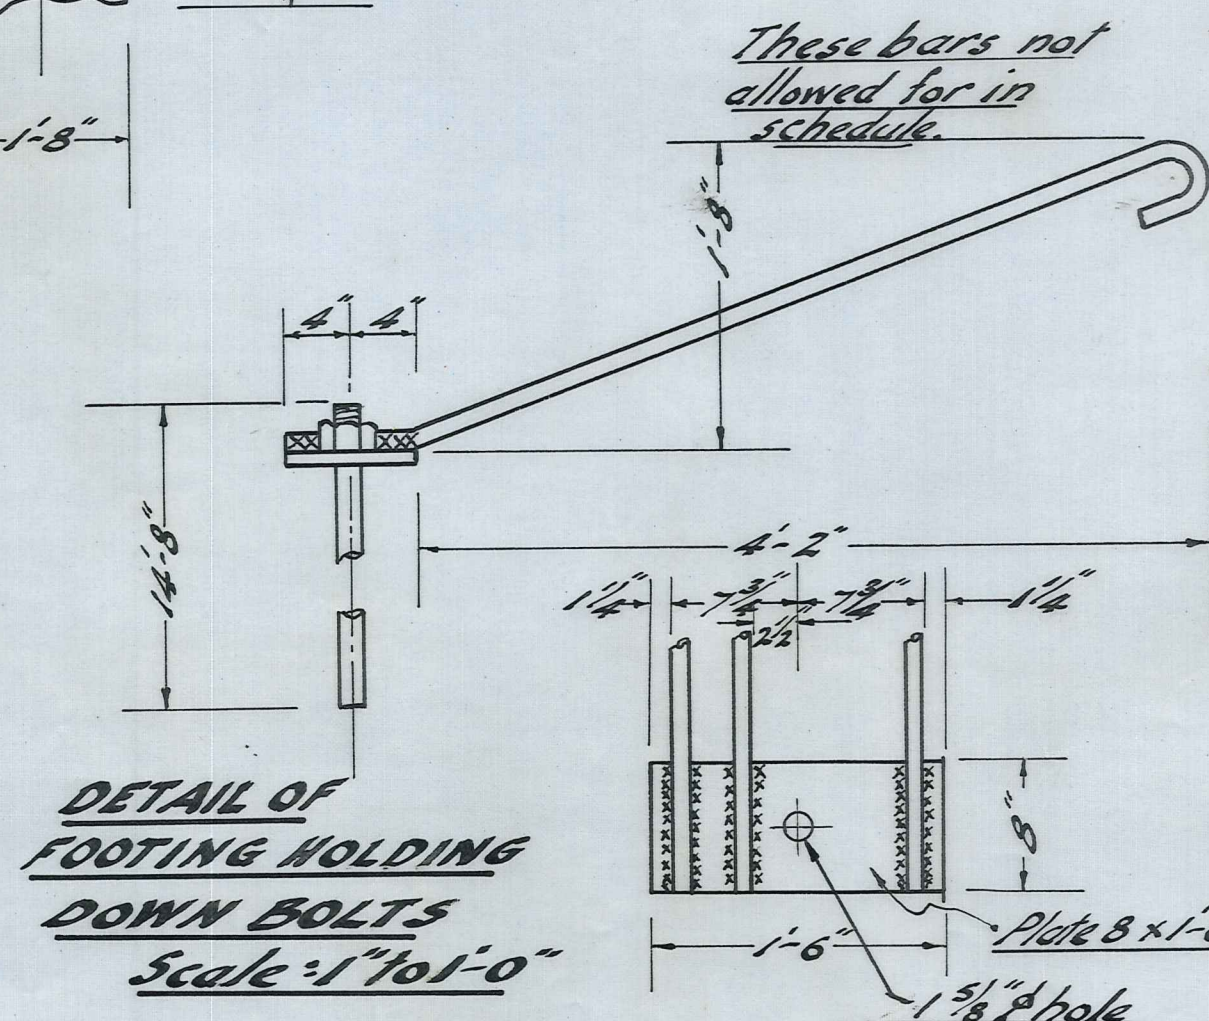 These bars not
allowed for in
schedule.
1'-8"
1'-8"
4" 4"
14'-8"
4'-2"
1¼" 7¾" 7¾" 1¼"
2½"
8"
1'-6"
Plate 8 x 1'-
1 5/8" ϕ hole
DETAIL OF
FOOTING HOLDING
DOWN BOLTS
Scale:1" to 1'-0"